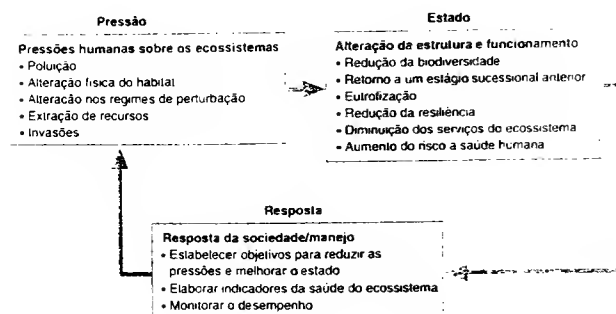 Pressão
Pressões humanas sobre os ecossistemas
• Poluição
• Alteração física do habitat
• Alteração nos regimes de perturbação
• Extração de recursos
• Invasões
Estado
Alteração da estrutura e funcionamento
• Redução da biodiversidade
• Retorno a um estágio sucessional anterior
• Eutrofização
• Redução da resiliência
• Diminuição dos serviços do ecossistema
• Aumento do risco a saúde humana
Resposta
Resposta da sociedade/manejo
• Estabelecer objetivos para reduzir as
pressões e melhorar o estado
• Elaborar indicadores da saúde do ecossistema
• Monitorar o desempenho